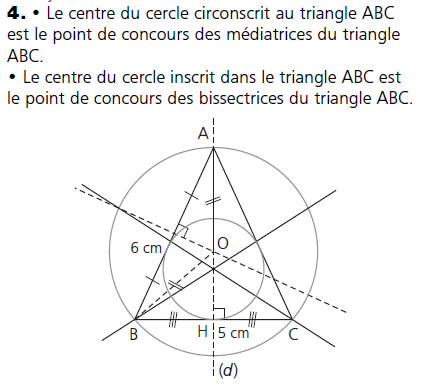 4. • Le centre du cercle circonscrit au triangle ABC
est le point de concours des médiatrices du triangle
ABC.
• Le centre du cercle inscrit dans le triangle ABC est
le point de concours des bissectrices du triangle ABC.
A
6 cm
O
B
H
5 cm
C
(d)